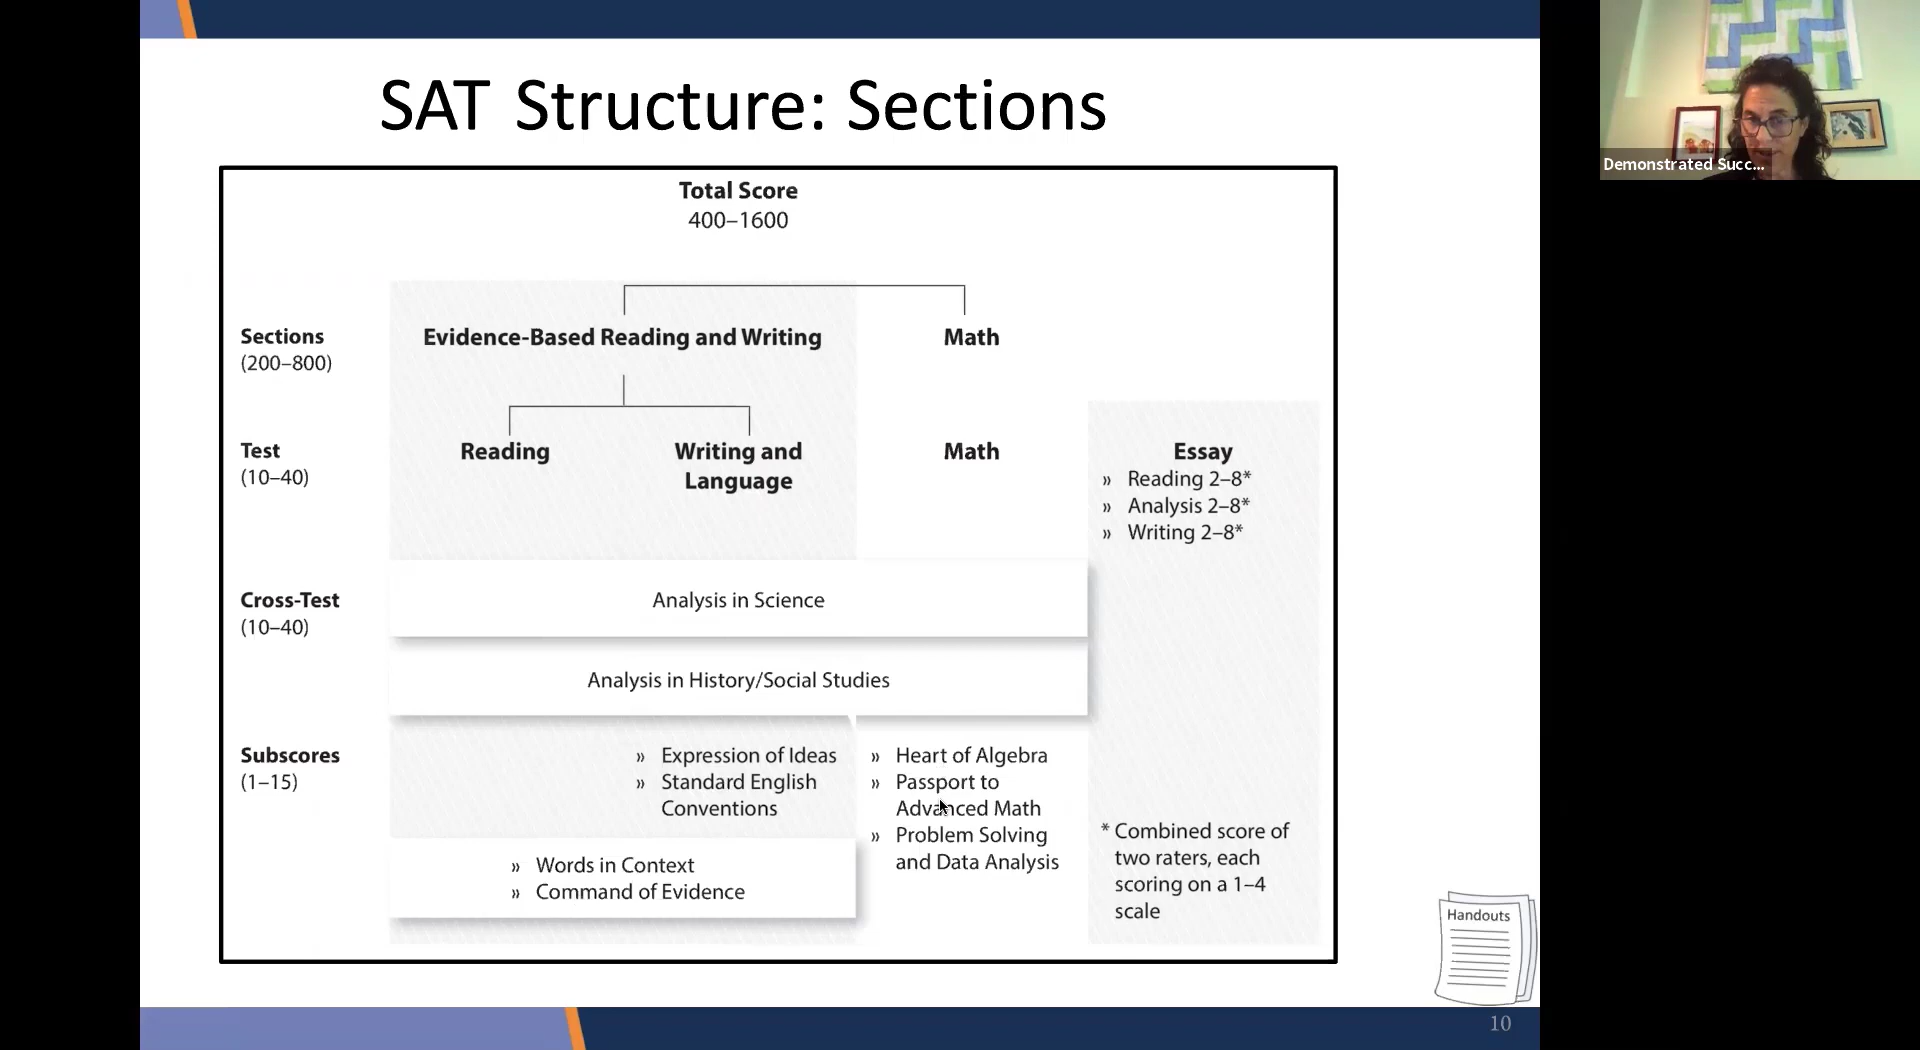 SAT Structure: Sections
Demonstrated Succ...
Total Score
400–1600
Sections
(200–800)
Evidence-Based Reading and Writing
Math
Test
(10–40)
Reading
Writing and
Language
Math
Essay
» Reading 2–8*
» Analysis 2–8*
» Writing 2–8*
Cross-Test
(10–40)
Analysis in Science
Analysis in History/Social Studies
Subscores
(1–15)
» Expression of Ideas
» Standard English
Conventions
» Words in Context
» Command of Evidence
» Heart of Algebra
» Passport to
Advanced Math
» Problem Solving
and Data Analysis
* Combined score of
two raters, each
scoring on a 1–4
scale
Handouts
10